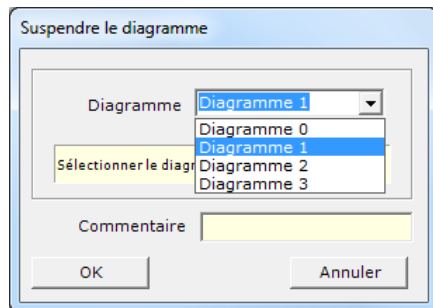 Suspendre le diagramme
Diagramme Diagramme 1
Diagramme 0
Diagramme 1
Diagramme 2
Diagramme 3
Sélectionner le diagr
Commentaire
OK Annuler